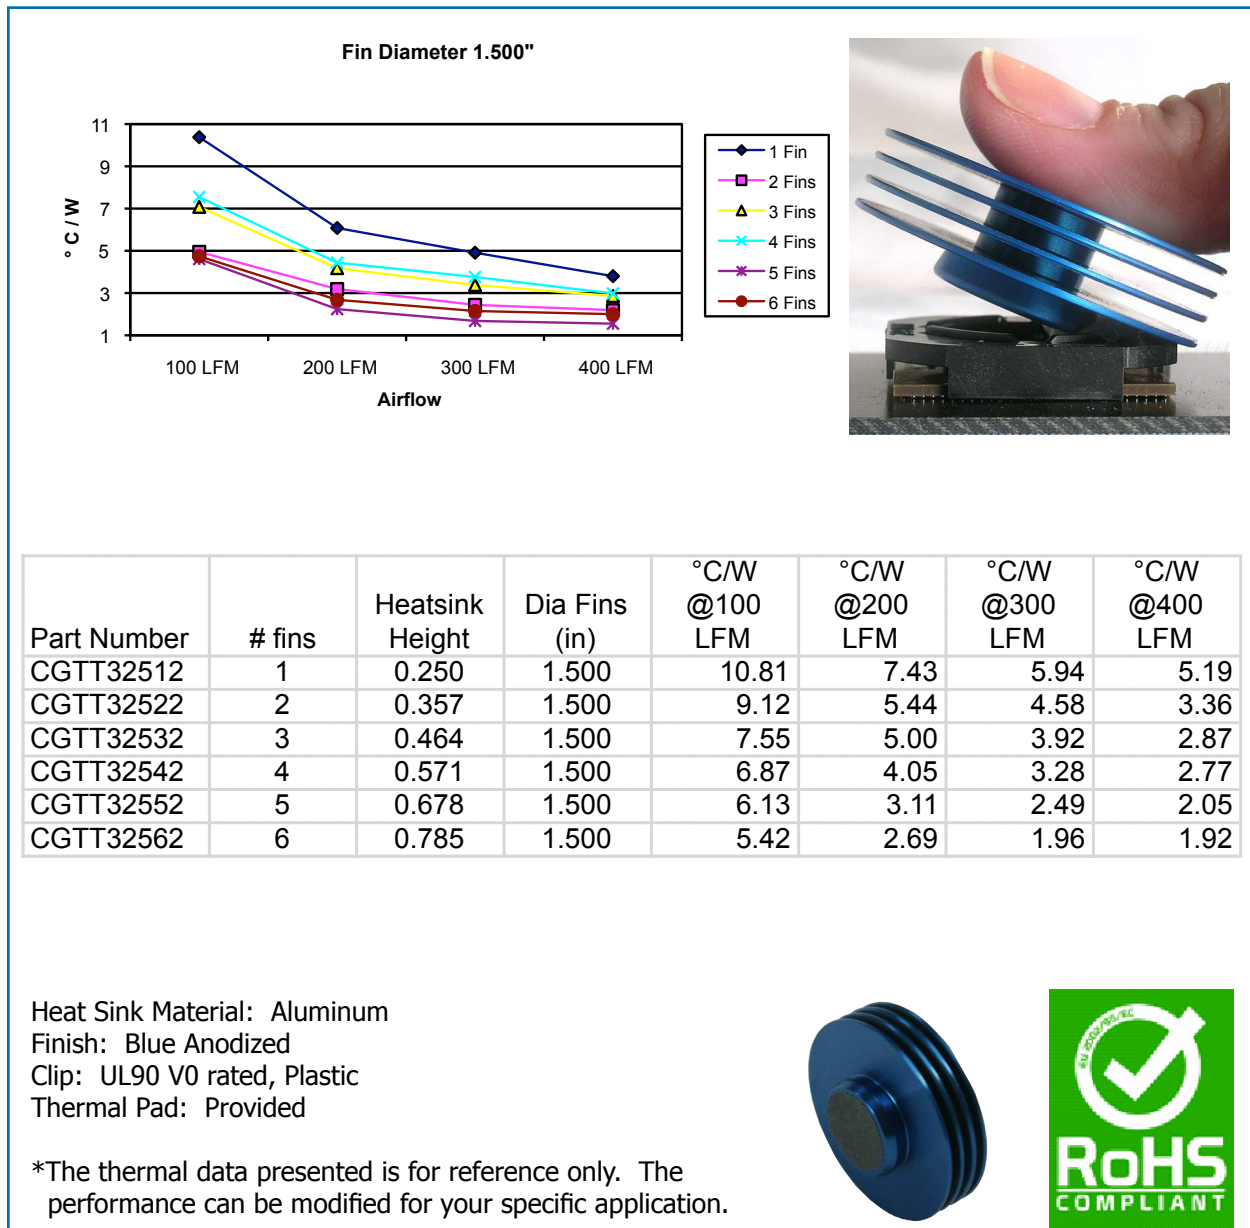 Fin Diameter 1.500"
11
9
7
5
3
1
° C / W
100 LFM 200 LFM 300 LFM 400 LFM
Airflow
1 Fin
2 Fins
3 Fins
4 Fins
5 Fins
6 Fins
Part Number # fins Heatsink Height Dia Fins (in) °C/W @100 LFM °C/W @200 LFM °C/W @300 LFM °C/W @400 LFM
CGTT32512 1 0.250 1.500 10.81 7.43 5.94 5.19
CGTT32522 2 0.357 1.500 9.12 5.44 4.58 3.36
CGTT32532 3 0.464 1.500 7.55 5.00 3.92 2.87
CGTT32542 4 0.571 1.500 6.87 4.05 3.28 2.77
CGTT32552 5 0.678 1.500 6.13 3.11 2.49 2.05
CGTT32562 6 0.785 1.500 5.42 2.69 1.96 1.92
Heat Sink Material: Aluminum
Finish: Blue Anodized
Clip: UL90 V0 rated, Plastic
Thermal Pad: Provided
*The thermal data presented is for reference only. The
performance can be modified for your specific application.
EU 2002/95/EC
RoHS
COMPLIANT